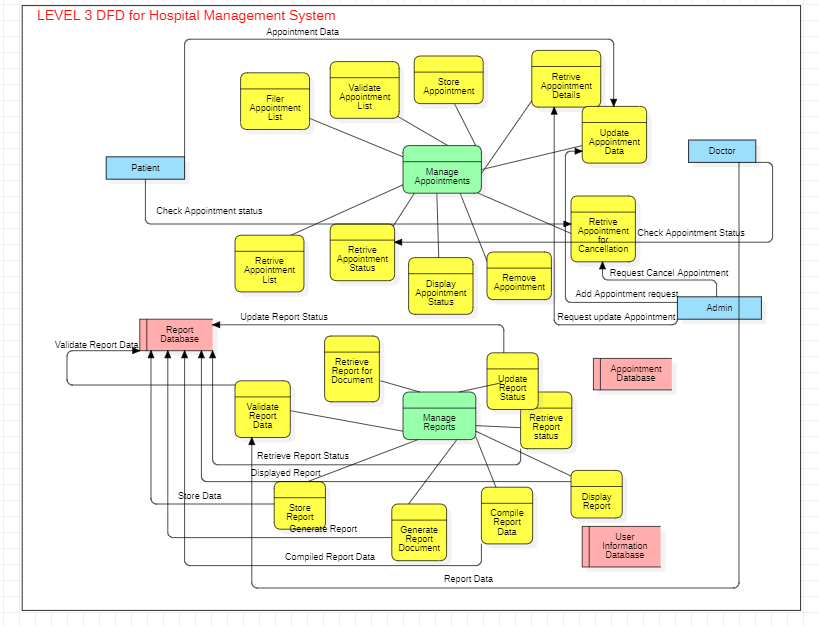 LEVEL 3 DFD for Hospital Management System
Appointment Data
Filer
Appointment
List
Validate
Appointment
List
Store
Appointment
Retrive
Appointment
Details
Update
Appointment
Data
Doctor
Patient
Manage
Appointments
Check Appointment status
Retrive
Appointment
for
Cancellation
Check Appointment Status
Retrive
Appointment
List
Retrive
Appointment
Status
Display
Appointment
Status
Remove
Appointment
Request Cancel Appointment
Add Appointment request
Admin
Request update Appointment
Update Report Status
Report
Database
Validate Report Data
Retrieve
Report for
Document
Update
Report
Status
Appointment
Database
Validate
Report
Data
Manage
Reports
Retrieve
Report
status
Retrieve Report Status
Displayed Report
Store Data
Store
Report
Generate Report
Generate
Report
Document
Compile
Report
Data
Display
Report
User
Information
Database
Compiled Report Data
Report Data